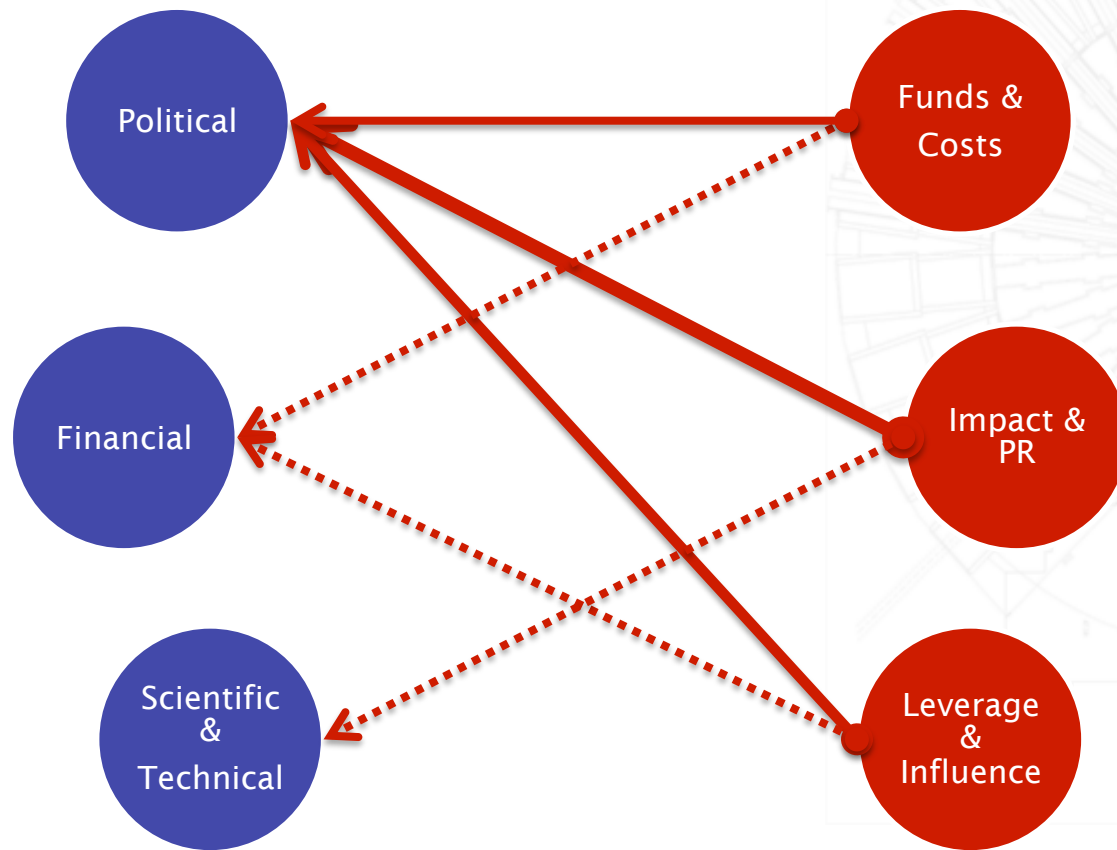 Political
Funds &
Costs
Financial
Impact &
PR
Scientific
&
Technical
Leverage
&
Influence